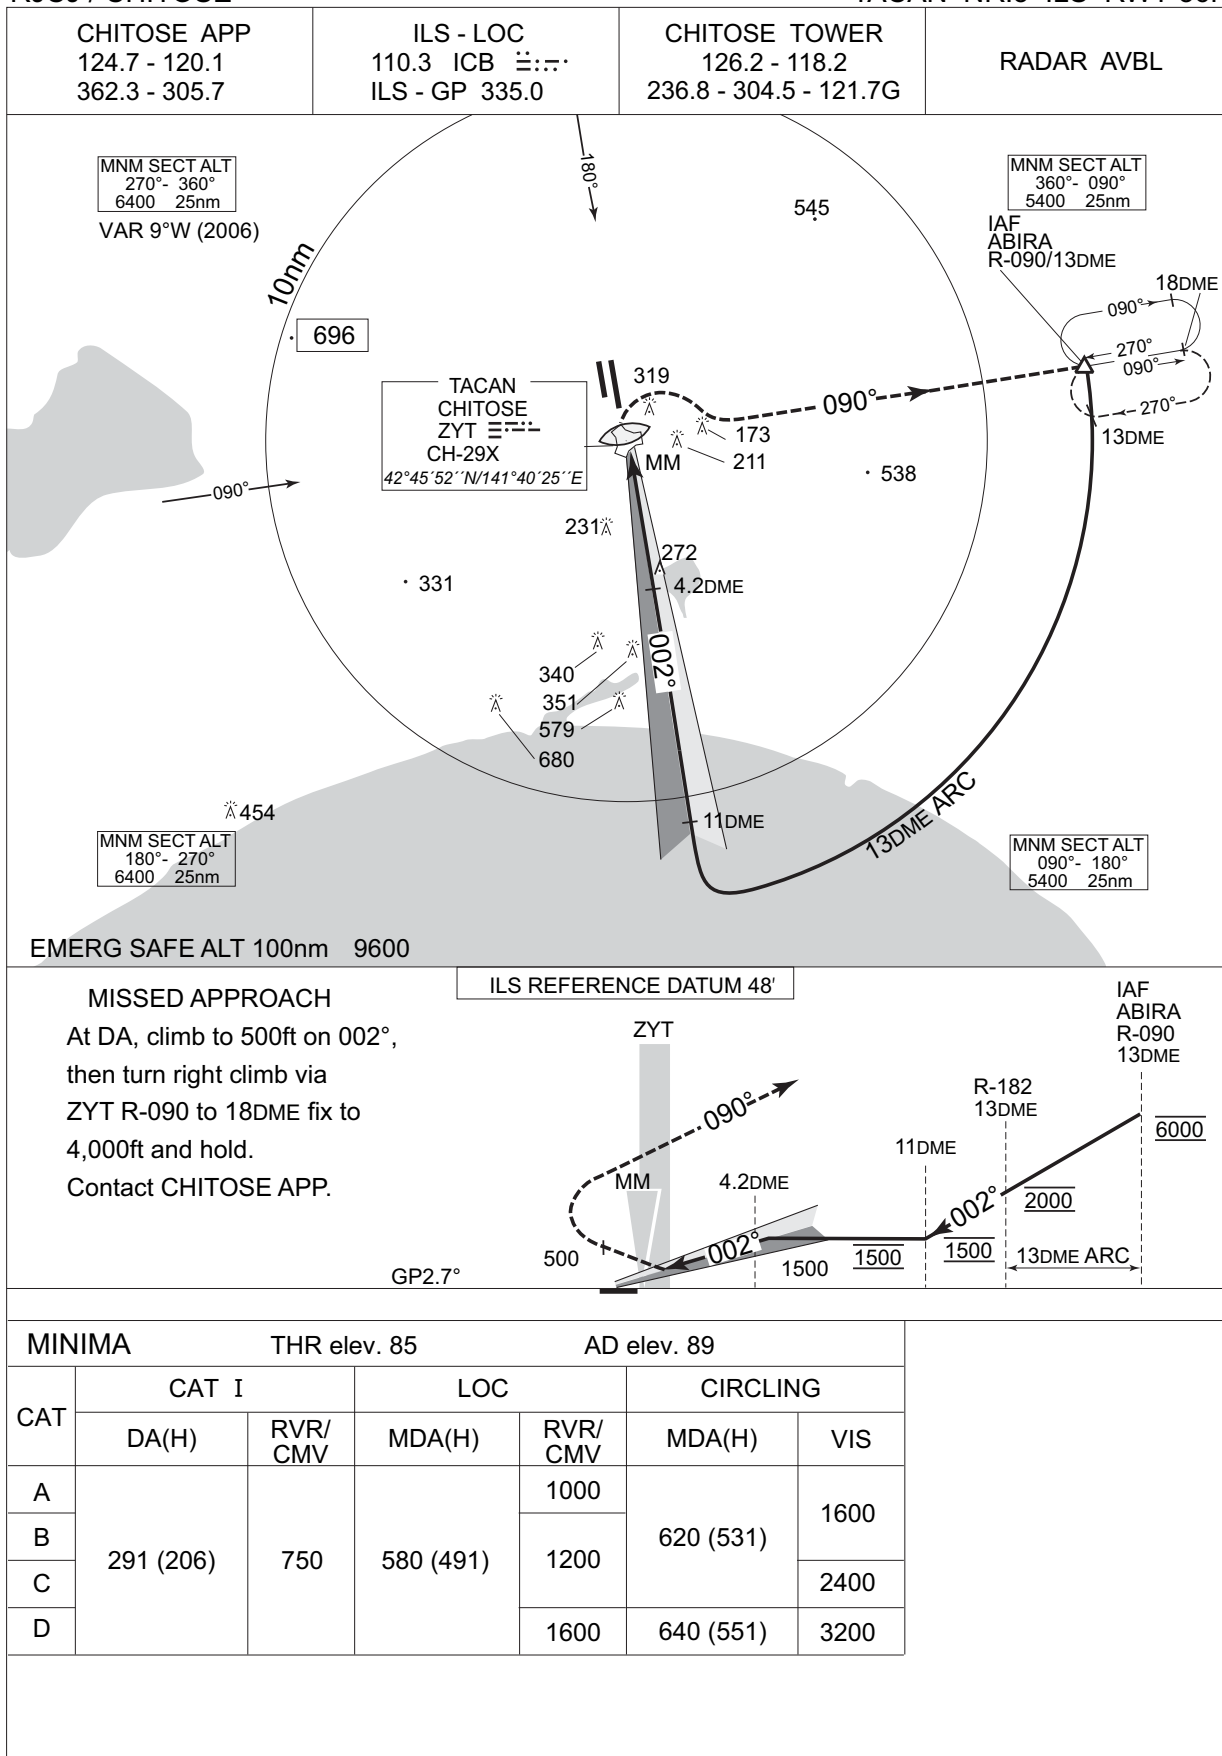 CHITOSE APP
124.7 - 120.1
362.3 - 305.7
ILS - LOC
110.3 ICB
ILS - GP 335.0
CHITOSE TOWER
126.2 - 118.2
236.8 - 304.5 - 121.7G
RADAR AVBL
MNM SECT ALT
270°- 360°
6400 25nm
VAR 9°W (2006)
180°
545
MNM SECT ALT
360°- 090°
5400 25nm
IAF
ABIRA
R-090/13DME
18DME
090°
270°
090°
270°
13DME
10nm
696
TACAN
CHITOSE
ZYT
CH-29X
42°45´52´´N/141°40´25´´E
319
173
211
MM
090°
538
090°
231
272
4.2DME
331
002°
340
351
579
680
11DME
13DME ARC
454
MNM SECT ALT
180°- 270°
6400 25nm
MNM SECT ALT
090°- 180°
5400 25nm
EMERG SAFE ALT 100nm 9600
MISSED APPROACH
At DA, climb to 500ft on 002°,
then turn right climb via
ZYT R-090 to 18DME fix to
4,000ft and hold.
Contact CHITOSE APP.
ILS REFERENCE DATUM 48'
ZYT
090°
MM
4.2DME
11DME
R-182
13DME
IAF
ABIRA
R-090
13DME
6000
2000
002°
1500
13DME ARC
1500
1500
002°
500
GP2.7°
MINIMA THR elev. 85 AD elev. 89
CAT CAT I LOC CIRCLING
DA(H) RVR/CMV MDA(H) RVR/CMV MDA(H) VIS
A 291 (206) 750 580 (491) 1000 620 (531) 1600
B 1200
C 2400
D 1600 640 (551) 3200